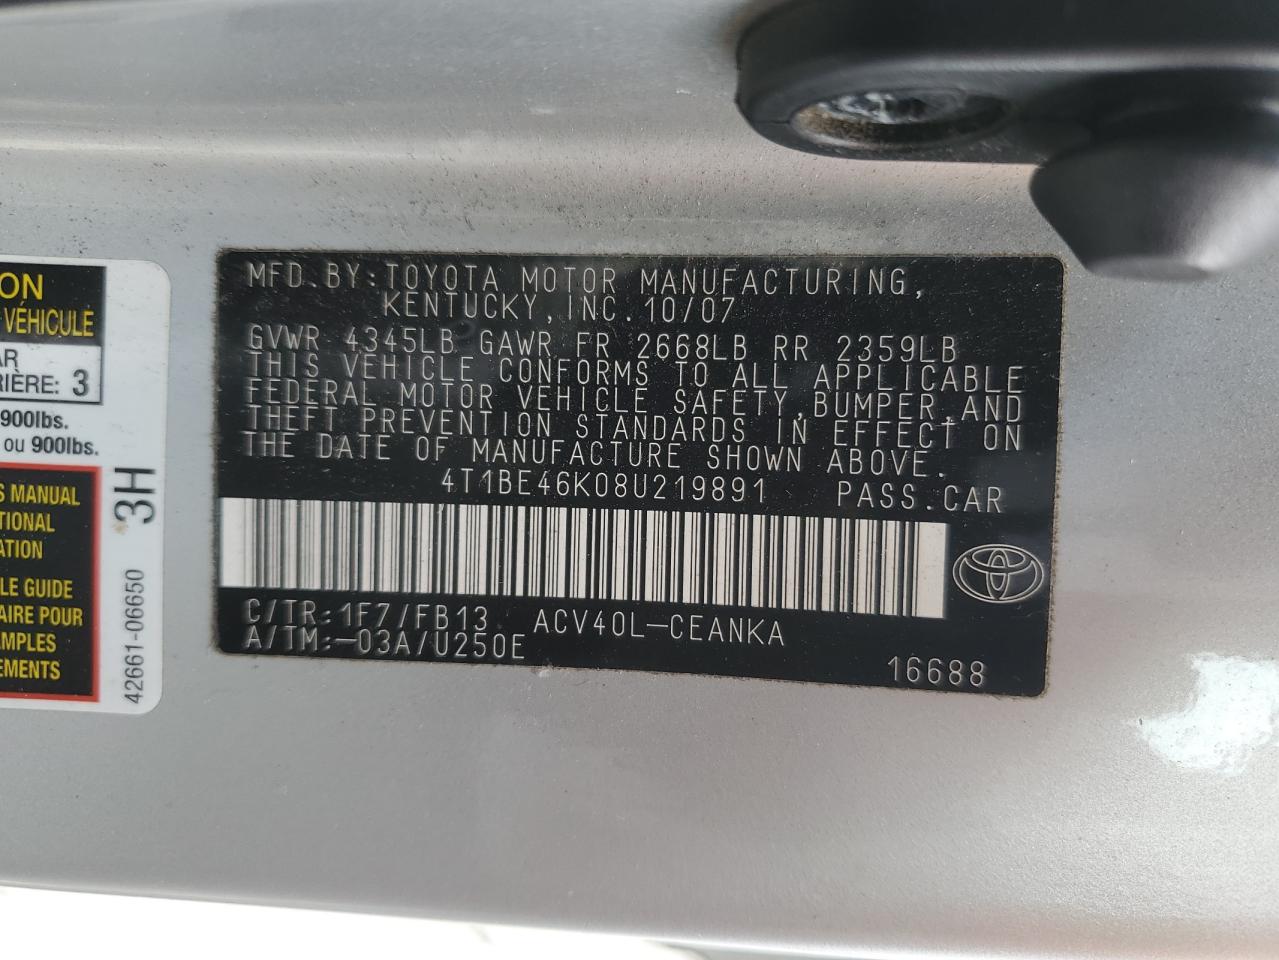 ON
VÉHICULE
AR
RIÈRE: 3
900lbs.
ou 900lbs.
S MANUAL
TIONAL
ATION
LE GUIDE
AIRE POUR
MPLES
EMENTS
3H
42661-06650
MFD.BY:TOYOTA MOTOR MANUFACTURING,
KENTUCKY,INC.10/07
GVWR 4345LB GAWR FR 2668LB RR 2359LB
THIS VEHICLE CONFORMS TO ALL APPLICABLE
FEDERAL MOTOR VEHICLE SAFETY,BUMPER,AND
THEFT PREVENTION STANDARDS IN EFFECT ON
THE DATE OF MANUFACTURE SHOWN ABOVE.
4T1BE46K08U219891 PASS.CAR
C/TR:1F7/FB13 ACV40L-CEANKA
A/TM:-03A/U250E
16688